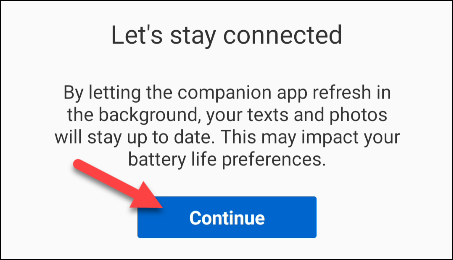 Let's stay connected
By letting the companion app refresh in
the background, your texts and photos
will stay up to date. This may impact your
battery life preferences.
Continue